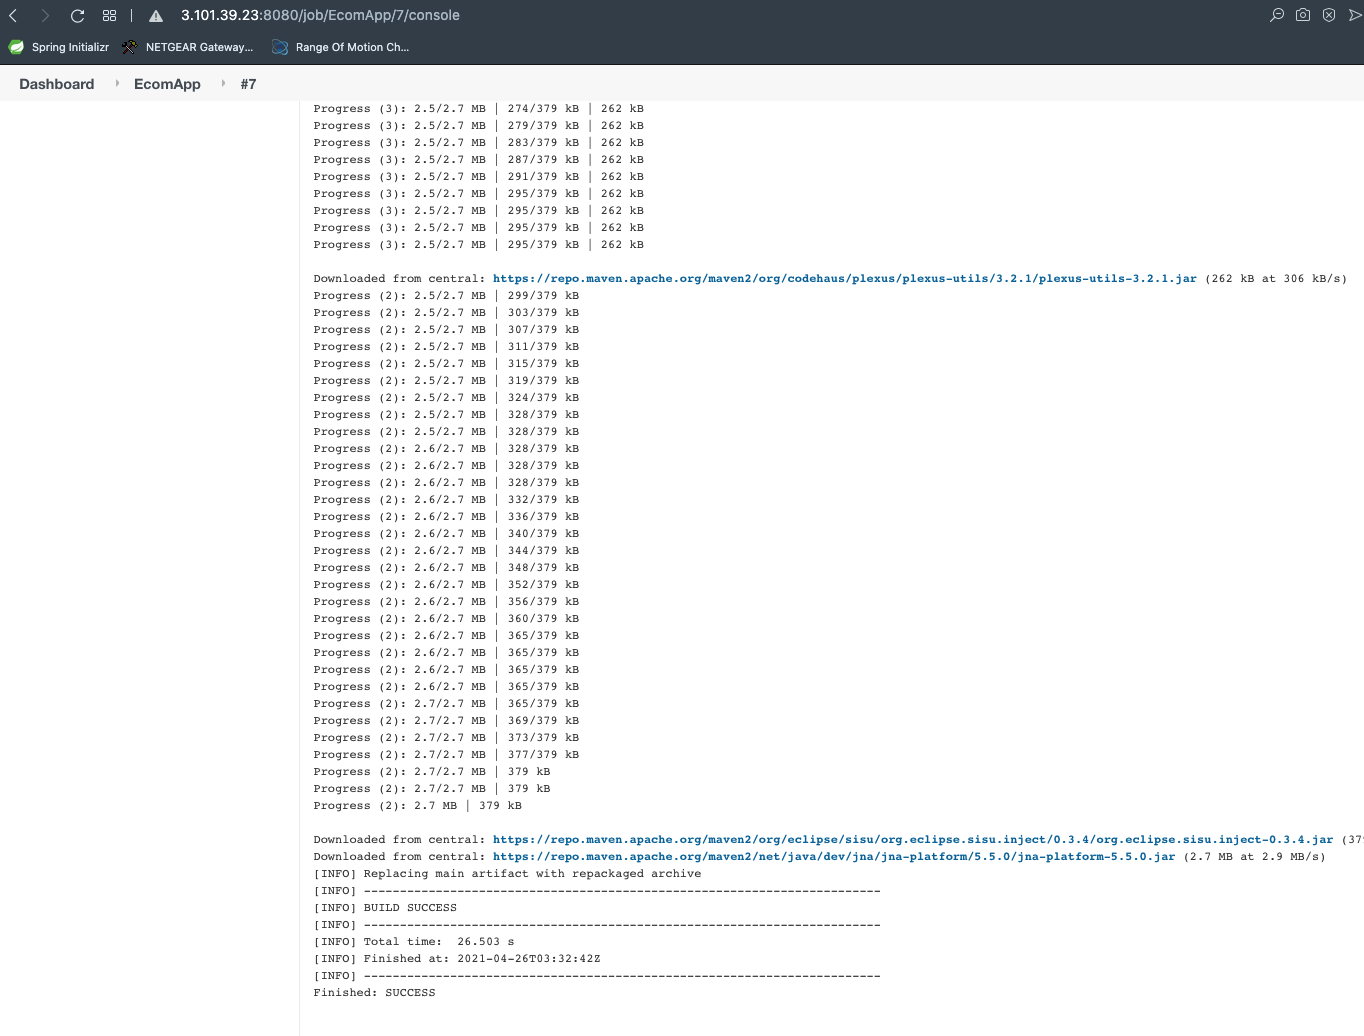 3.101.39.23:8080/job/EcomApp/7/console
Spring Initializr NETGEAR Gateway... Range Of Motion Ch...
Dashboard EcomApp #7
Progress (3): 2.5/2.7 MB | 274/379 kB | 262 kB
Progress (3): 2.5/2.7 MB | 279/379 kB | 262 kB
Progress (3): 2.5/2.7 MB | 283/379 kB | 262 kB
Progress (3): 2.5/2.7 MB | 287/379 kB | 262 kB
Progress (3): 2.5/2.7 MB | 291/379 kB | 262 kB
Progress (3): 2.5/2.7 MB | 295/379 kB | 262 kB
Progress (3): 2.5/2.7 MB | 295/379 kB | 262 kB
Progress (3): 2.5/2.7 MB | 295/379 kB | 262 kB
Progress (3): 2.5/2.7 MB | 295/379 kB | 262 kB
Downloaded from central: https://repo.maven.apache.org/maven2/org/codehaus/plexus/plexus-utils/3.2.1/plexus-utils-3.2.1.jar (262 kB at 306 kB/s)
Progress (2): 2.5/2.7 MB | 299/379 kB
Progress (2): 2.5/2.7 MB | 303/379 kB
Progress (2): 2.5/2.7 MB | 307/379 kB
Progress (2): 2.5/2.7 MB | 311/379 kB
Progress (2): 2.5/2.7 MB | 315/379 kB
Progress (2): 2.5/2.7 MB | 319/379 kB
Progress (2): 2.5/2.7 MB | 324/379 kB
Progress (2): 2.5/2.7 MB | 328/379 kB
Progress (2): 2.5/2.7 MB | 328/379 kB
Progress (2): 2.6/2.7 MB | 328/379 kB
Progress (2): 2.6/2.7 MB | 328/379 kB
Progress (2): 2.6/2.7 MB | 328/379 kB
Progress (2): 2.6/2.7 MB | 332/379 kB
Progress (2): 2.6/2.7 MB | 336/379 kB
Progress (2): 2.6/2.7 MB | 340/379 kB
Progress (2): 2.6/2.7 MB | 344/379 kB
Progress (2): 2.6/2.7 MB | 348/379 kB
Progress (2): 2.6/2.7 MB | 352/379 kB
Progress (2): 2.6/2.7 MB | 356/379 kB
Progress (2): 2.6/2.7 MB | 360/379 kB
Progress (2): 2.6/2.7 MB | 365/379 kB
Progress (2): 2.6/2.7 MB | 365/379 kB
Progress (2): 2.6/2.7 MB | 365/379 kB
Progress (2): 2.6/2.7 MB | 365/379 kB
Progress (2): 2.7/2.7 MB | 365/379 kB
Progress (2): 2.7/2.7 MB | 369/379 kB
Progress (2): 2.7/2.7 MB | 373/379 kB
Progress (2): 2.7/2.7 MB | 377/379 kB
Progress (2): 2.7/2.7 MB | 379 kB
Progress (2): 2.7/2.7 MB | 379 kB
Progress (2): 2.7 MB | 379 kB
Downloaded from central: https://repo.maven.apache.org/maven2/org/eclipse/sisu/org.eclipse.sisu.inject/0.3.4/org.eclipse.sisu.inject-0.3.4.jar (37
Downloaded from central: https://repo.maven.apache.org/maven2/net/java/dev/jna/jna-platform/5.5.0/jna-platform-5.5.0.jar (2.7 MB at 2.9 MB/s)
[INFO] Replacing main artifact with repackaged archive
[INFO] ------------------------------------------------------------------------
[INFO] BUILD SUCCESS
[INFO] ------------------------------------------------------------------------
[INFO] Total time:  26.503 s
[INFO] Finished at: 2021-04-26T03:32:42Z
[INFO] ------------------------------------------------------------------------
Finished: SUCCESS